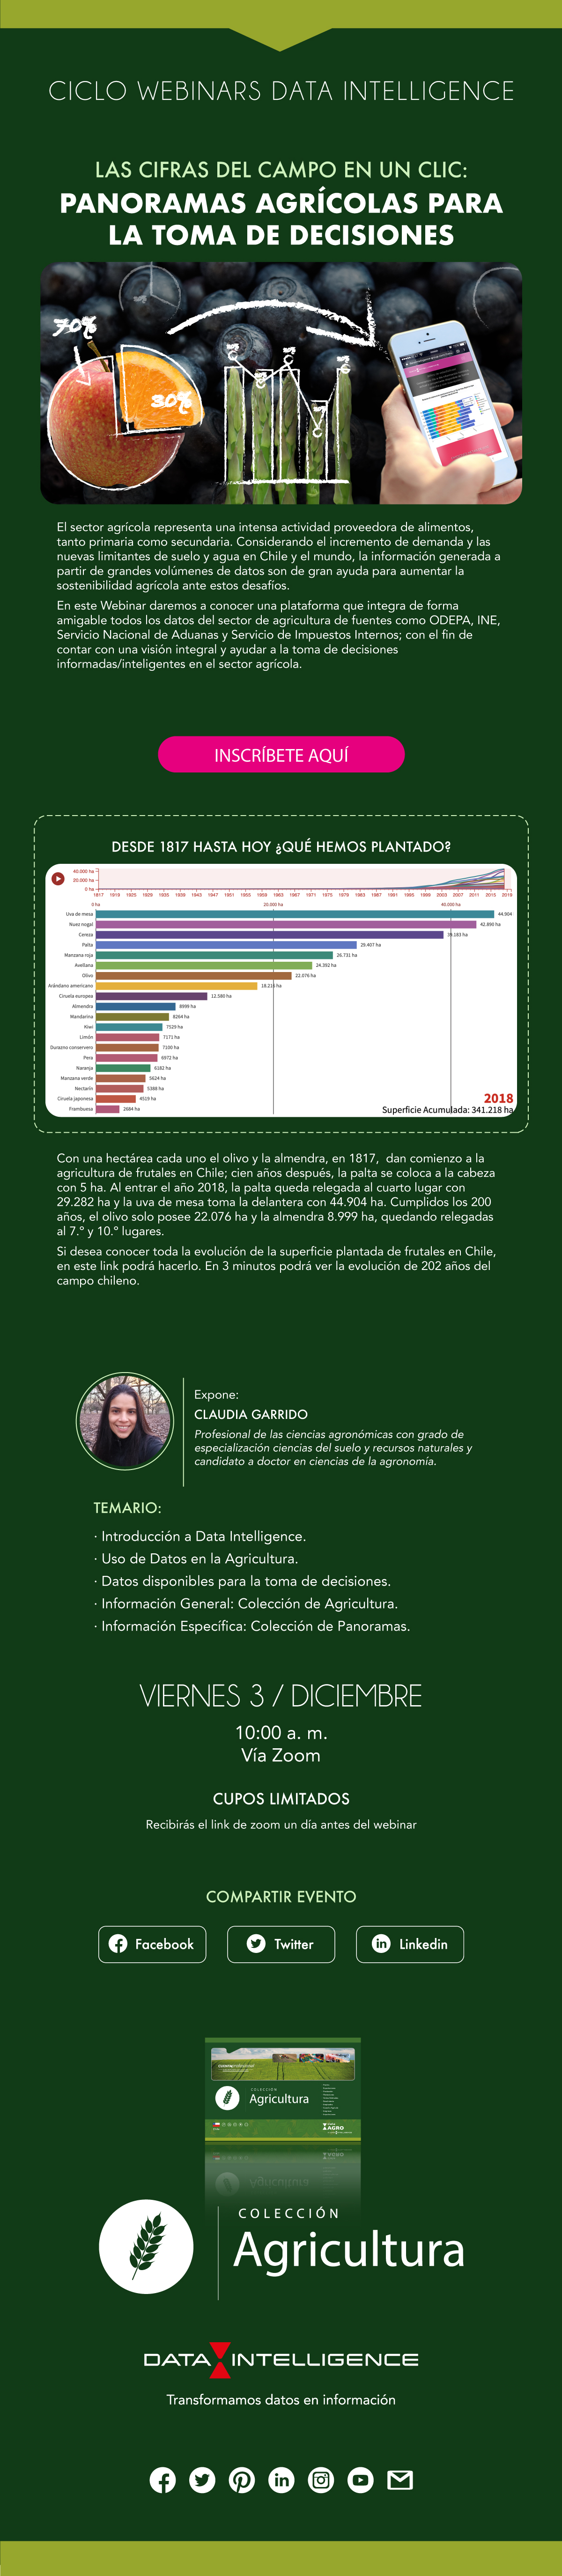 CICLO WEBINARS DATA INTELLIGENCE
LAS CIFRAS DEL CAMPO EN UN CLIC:
PANORAMAS AGRÍCOLAS PARA
LA TOMA DE DECISIONES
70%
30%
El sector agrícola representa una intensa actividad proveedora de alimentos,
tanto primaria como secundaria. Considerando el incremento de demanda y las
nuevas limitantes de suelo y agua en Chile y el mundo, la información generada a
partir de grandes volúmenes de datos son de gran ayuda para aumentar la
sostenibilidad agrícola ante estos desafíos.
En este Webinar daremos a conocer una plataforma que integra de forma
amigable todos los datos del sector de agricultura de fuentes como ODEPA, INE,
Servicio Nacional de Aduanas y Servicio de Impuestos Internos; con el fin de
contar con una visión integral y ayudar a la toma de decisiones
informadas/inteligentes en el sector agrícola.
INSCRÍBETE AQUÍ
DESDE 1817 HASTA HOY ¿QUÉ HEMOS PLANTADO?
40.000 ha
20.000 ha
0 ha
1817 1919 1925 1929 1935 1939 1943 1947 1951 1955 1959 1963 1967 1971 1975 1979 1983 1987 1991 1995 1999 2003 2007 2011 2015 2019
0 ha 20.000 ha 40.000 ha
Uva de mesa 44.904
Nuez nogal 42.800 ha
Cereza 39.183 ha
Palta 29.407 ha
Manzana roja 26.731 ha
Avellana 24.392 ha
Olivo 22.076 ha
Arándano americano 18.218 ha
Ciruela europea 12.580 ha
Almendra 8999 ha
Mandarina 8264 ha
Kiwi 7529 ha
Limón 7171 ha
Durazno conservero 7100 ha
Pera 6972 ha
Naranja 6182 ha
Manzana verde 5624 ha
Nectarín 5388 ha
Ciruela japonesa 4519 ha
Frambuesa 2684 ha
2018
Superficie Acumulada: 341.218 ha
Con una hectárea cada uno el olivo y la almendra, en 1817, dan comienzo a la
agricultura de frutales en Chile; cien años después, la palta se coloca a la cabeza
con 5 ha. Al entrar el año 2018, la palta queda relegada al cuarto lugar con
29.282 ha y la uva de mesa toma la delantera con 44.904 ha. Cumplidos los 200
años, el olivo solo posee 22.076 ha y la almendra 8.999 ha, quedando relegadas
al 7.º y 10.º lugares.
Si desea conocer toda la evolución de la superficie plantada de frutales en Chile,
en este link podrá hacerlo. En 3 minutos podrá ver la evolución de 202 años del
campo chileno.
Expone:
CLAUDIA GARRIDO
Profesional de las ciencias agronómicas con grado de
especialización ciencias del suelo y recursos naturales y
candidato a doctor en ciencias de la agronomía.
TEMARIO:
· Introducción a Data Intelligence.
· Uso de Datos en la Agricultura.
· Datos disponibles para la toma de decisiones.
· Información General: Colección de Agricultura.
· Información Específica: Colección de Panoramas.
VIERNES 3 / DICIEMBRE
10:00 a. m.
Vía Zoom
CUPOS LIMITADOS
Recibirás el link de zoom un día antes del webinar
COMPARTIR EVENTO
Facebook
Twitter
Linkedin
COLECCIÓN
Agricultura
AGRO
COLECCIÓN
Agricultura
DATA INTELLIGENCE
Transformamos datos en información